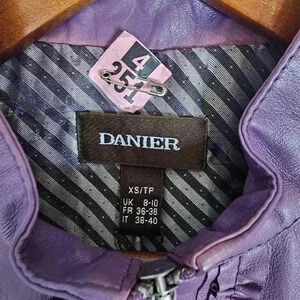 4
251
DANIER
XS/TP
UK 8-10
FR 36-38
IT 38-40